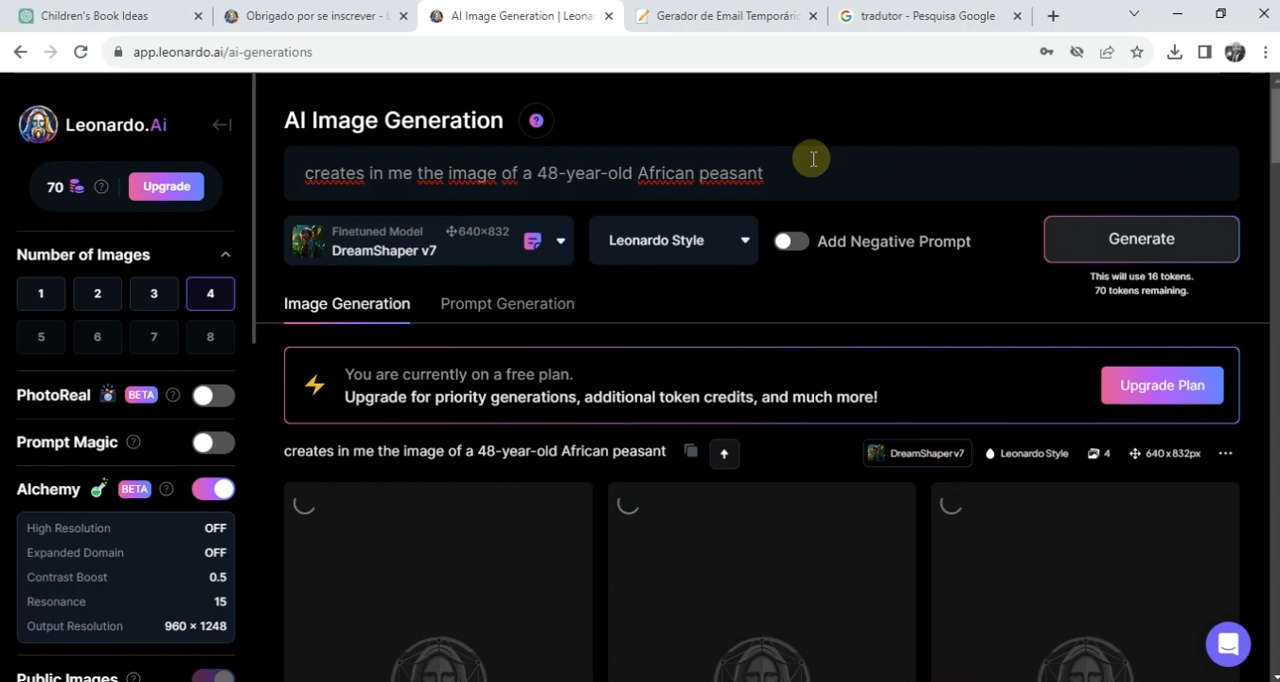 Children's Book Ideas
Obrigado por se inscrever - L
AI Image Generation | Leona
Gerador de Email Temporári
tradutor - Pesquisa Google
app.leonardo.ai/ai-generations
Leonardo.Ai
70
Upgrade
Number of Images
1 2 3 4
5 6 7 8
PhotoReal BETA
Prompt Magic
Alchemy BETA
High Resolution OFF
Expanded Domain OFF
Contrast Boost 0.5
Resonance 15
Output Resolution 960 × 1248
Public Images
AI Image Generation
creates in me the image of a 48-year-old African peasant
Finetuned Model 640×832
DreamShaper v7
Leonardo Style
Add Negative Prompt
Generate
This will use 16 tokens.
70 tokens remaining.
Image Generation
Prompt Generation
You are currently on a free plan.
Upgrade for priority generations, additional token credits, and much more!
Upgrade Plan
creates in me the image of a 48-year-old African peasant
DreamShaper v7
Leonardo Style
4
640 x 832px